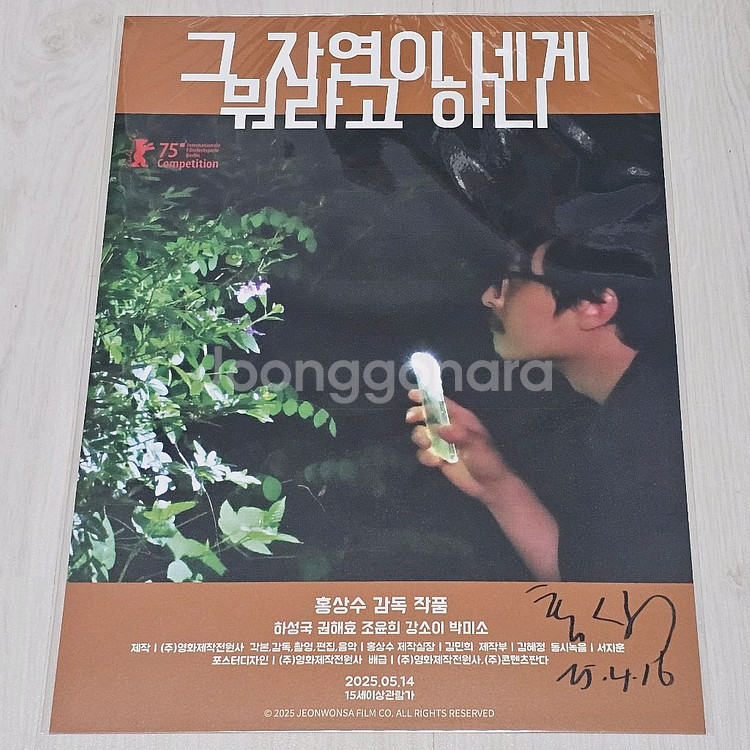 그 자연이 네게
뭐라고 하니
75
Internationale
Filmfestspiele
Berlin
Competition
Joonggonara
홍상수 감독 작품
하성국 권해효 조윤희 강소이 박미소
제작 | (주)영화제작전원사 각본,감독,촬영,편집,음악 | 홍상수 제작실장 | 김민희 제작부 | 김혜정 동시녹음 | 서지훈
포스터디자인 | (주)영화제작전원사 배급 | (주)영화제작전원사,(주)콘텐츠판다
2025.05.14
15세이상관람가
© 2025 JEONWONSA FILM CO. ALL RIGHTS RESERVED
25.4.16